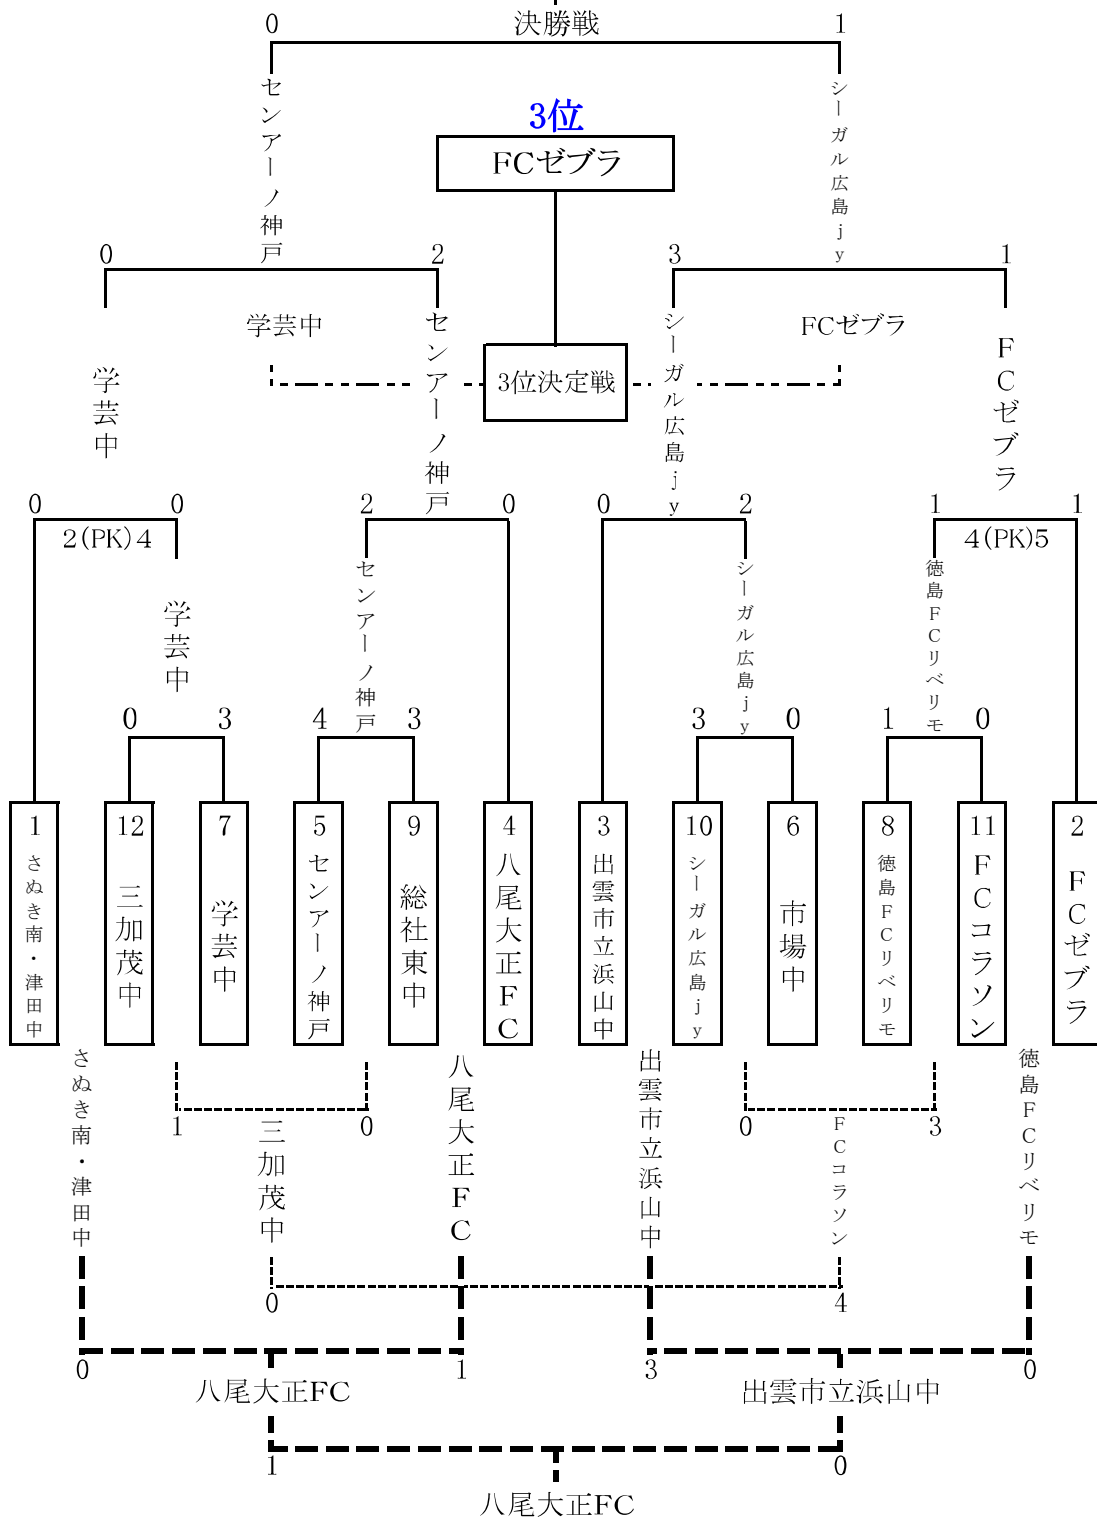 0 決勝戦 1
センアーノ神戸
シーガル広島jy
3位
FCゼブラ
0 2 3 1
学芸中
FCゼブラ
学芸中
センアーノ神戸
3位決定戦
シーガル広島jy
FCゼブラ
0 0 2 0 0 2 1 1
2(PK)4
4(PK)5
学芸中
センアーノ神戸
シーガル広島jy
徳島FCリベリモ
0 3 4 3 3 0 1 0
1 さぬき南・津田中
12 三加茂中
7 学芸中
5 センアーノ神戸
9 総社東中
4 八尾大正FC
3 出雲市立浜山中
10 シーガル広島jy
6 市場中
8 徳島FCリベリモ
11 FCコラソン
2 FCゼブラ
さぬき南・津田中
八尾大正FC
出雲市立浜山中
徳島FCリベリモ
1 0 0 3
三加茂中
FCコラソン
0 4
0 1 3 0
八尾大正FC
出雲市立浜山中
1 0
八尾大正FC